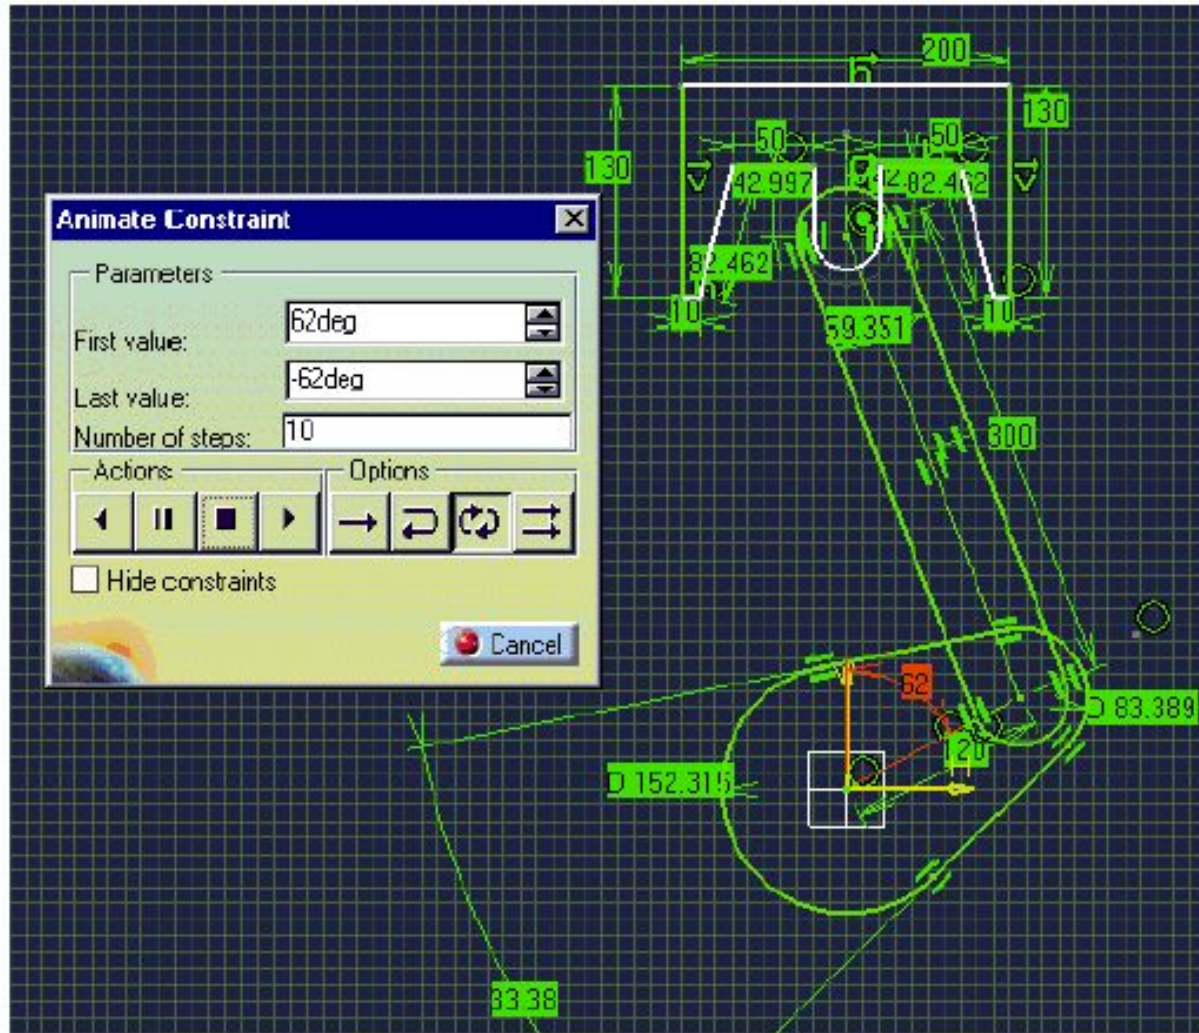 200
130
50
50
130
42.997
82.462
Animate Constraint
Parameters
82.462
First value:
62deg
10
10
59.351
Last value:
-62deg
Number of steps:
10
300
Actions
Options
Hide constraints
Cancel
62
D 83.389
120
H
D 152.315
33.38